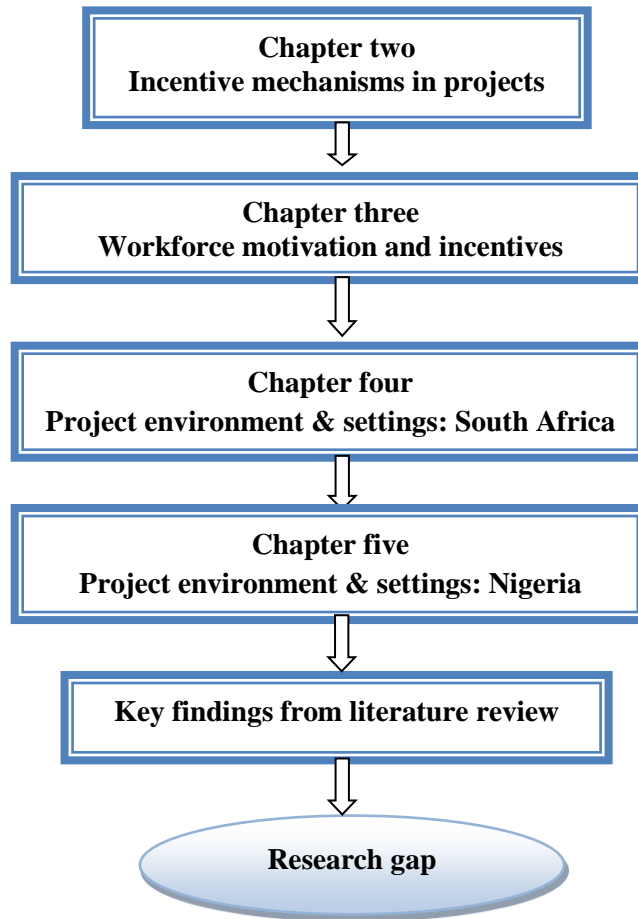 Chapter two
Incentive mechanisms in projects
Chapter three
Workforce motivation and incentives
Chapter four
Project environment & settings: South Africa
Chapter five
Project environment & settings: Nigeria
Key findings from literature review
Research gap